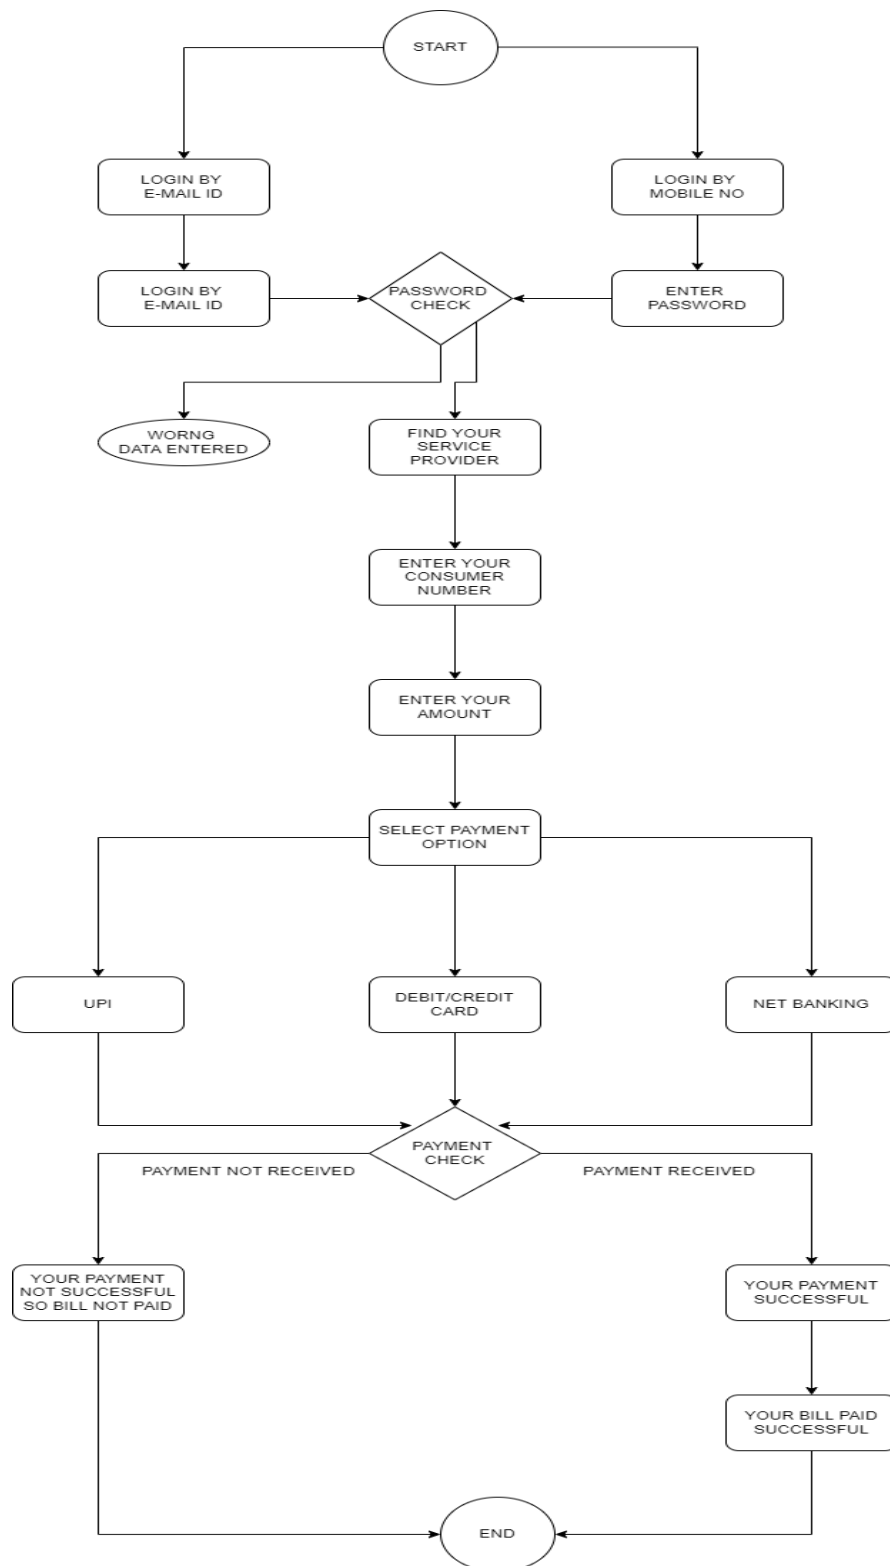 START
LOGIN BY
E-MAIL ID
LOGIN BY
MOBILE NO
LOGIN BY
E-MAIL ID
PASSWORD
CHECK
ENTER
PASSWORD
WORNG
DATA ENTERED
FIND YOUR
SERVICE
PROVIDER
ENTER YOUR
CONSUMER
NUMBER
ENTER YOUR
AMOUNT
SELECT PAYMENT
OPTION
UPI
DEBIT/CREDIT
CARD
NET BANKING
PAYMENT
CHECK
PAYMENT NOT RECEIVED
PAYMENT RECEIVED
YOUR PAYMENT
NOT SUCCESSFUL
SO BILL NOT PAID
YOUR PAYMENT
SUCCESSFUL
YOUR BILL PAID
SUCCESSFUL
END